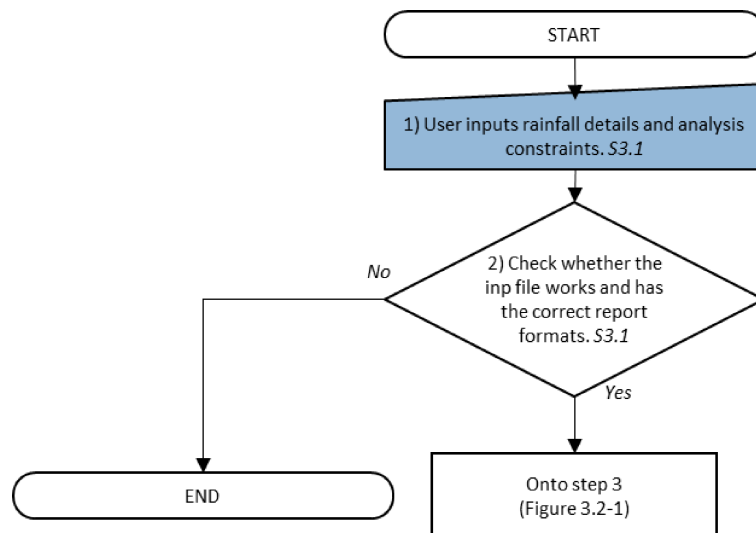 START
1) User inputs rainfall details and analysis
constraints. S3.1
No
2) Check whether the
inp file works and has
the correct report
formats. S3.1
Yes
END
Onto step 3
(Figure 3.2-1)